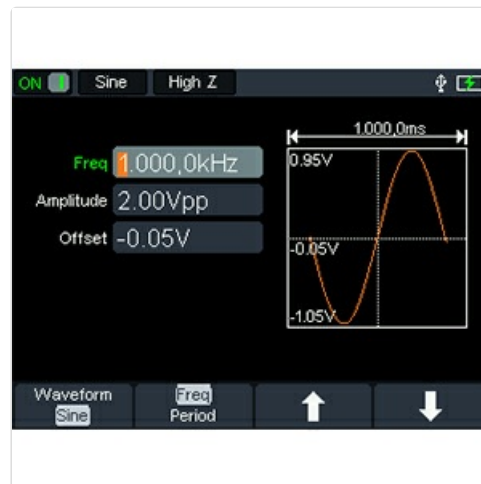 ON Sine High Z
1.000,0ms
Freq 1.000,0kHz
0.95V
Amplitude 2.00Vpp
Offset -0.05V
-0.05V
-1.05V
Waveform
Sine
Freq
Period